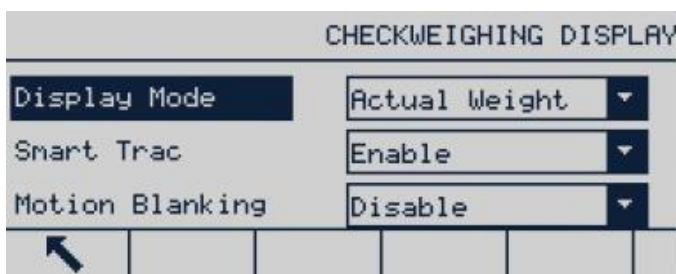 CHECKWEIGHING DISPLAY
Display Mode Actual Weight
Smart Trac Enable
Motion Blanking Disable